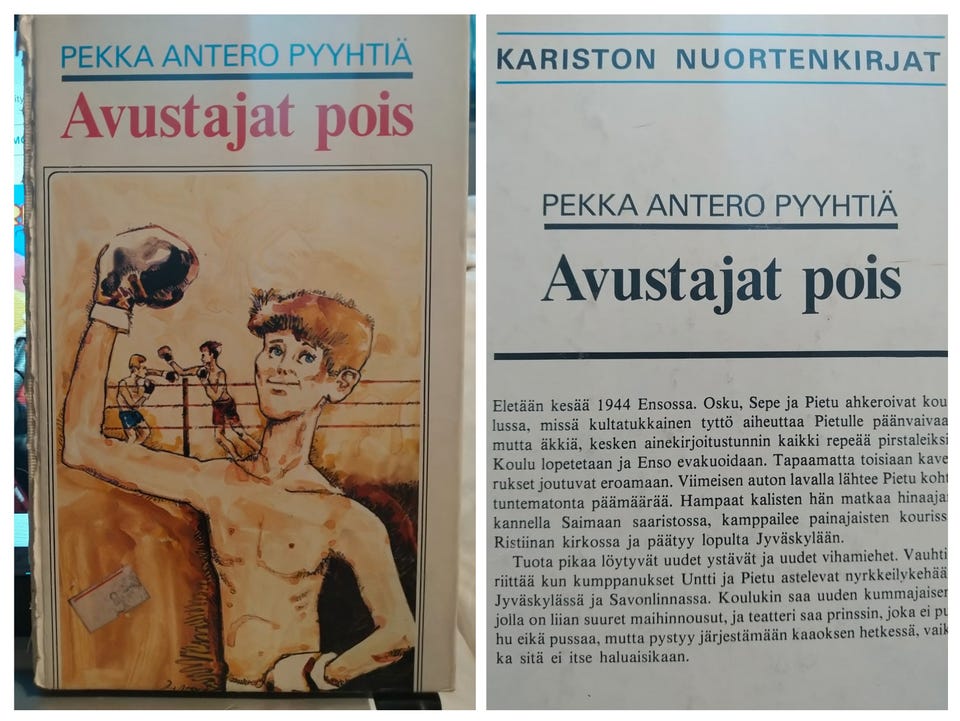 PEKKA ANTERO PYYHTIÄ
Avustajat pois
KARISTON NUORTENKIRJAT
PEKKA ANTERO PYYHTIÄ
Avustajat pois
Eletään kesää 1944 Ensossa. Osku, Sepe ja Pietu ahkeroivat kou
lussa, missä kultatukkainen tyttö aiheuttaa Pietulle päänvaivaa
mutta äkkiä, kesken ainekirjoitustunnin kaikki repeää pirstaleiksi
Koulu lopetetaan ja Enso evakuoidaan. Tapaamatta toisiaan kave
rukset joutuvat eroamaan. Viimeisen auton lavalla lähtee Pietu koht
tuntematonta päämäärää. Hampaat kalisten hän matkaa hinaaja
kannella Saimaan saaristossa, kamppailee painajaisten kouriss
Ristiinan kirkossa ja päätyy lopulta Jyväskylään.
Tuota pikaa löytyvät uudet ystävät ja uudet vihamiehet. Vauhti
riittää kun kumppanukset Untti ja Pietu astelevat nyrkkeilykehää
Jyväskylässä ja Savonlinnassa. Koulukin saa uuden kummajaisen
jolla on liian suuret maihinnousut, ja teatteri saa prinssin, joka ei pu
hu eikä pussaa, mutta pystyy järjestämään kaaoksen hetkessä, vaik
ka sitä ei itse haluaisikaan.